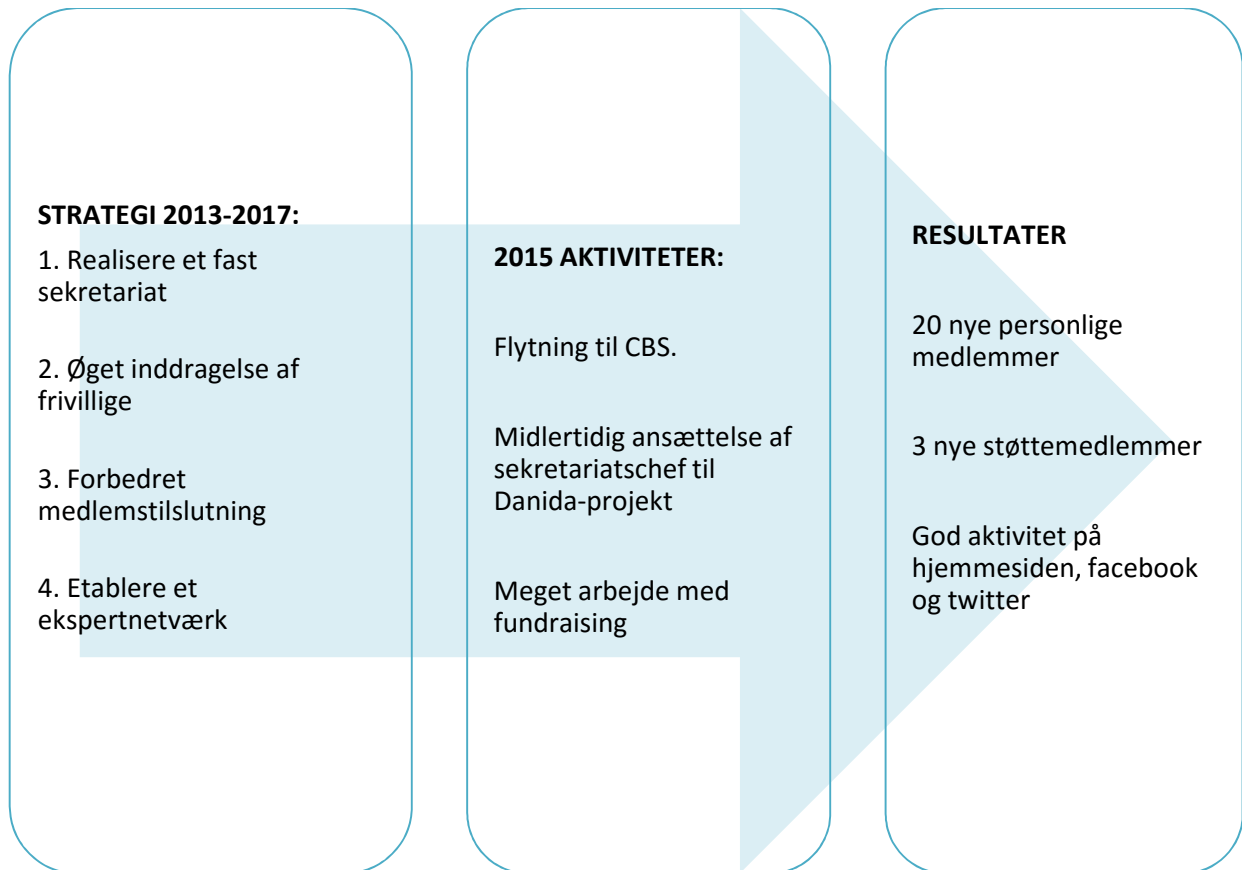 STRATEGI 2013-2017:
1. Realisere et fast
sekretariat
2. Øget inddragelse af
frivillige
3. Forbedret
medlemstilslutning
4. Etablere et
ekspertnetværk
2015 AKTIVITETER:
Flytning til CBS.
Midlertidig ansættelse af
sekretariatschef til
Danida-projekt
Meget arbejde med
fundraising
RESULTATER
20 nye personlige
medlemmer
3 nye støttemedlemmer
God aktivitet på
hjemmesiden, facebook
og twitter